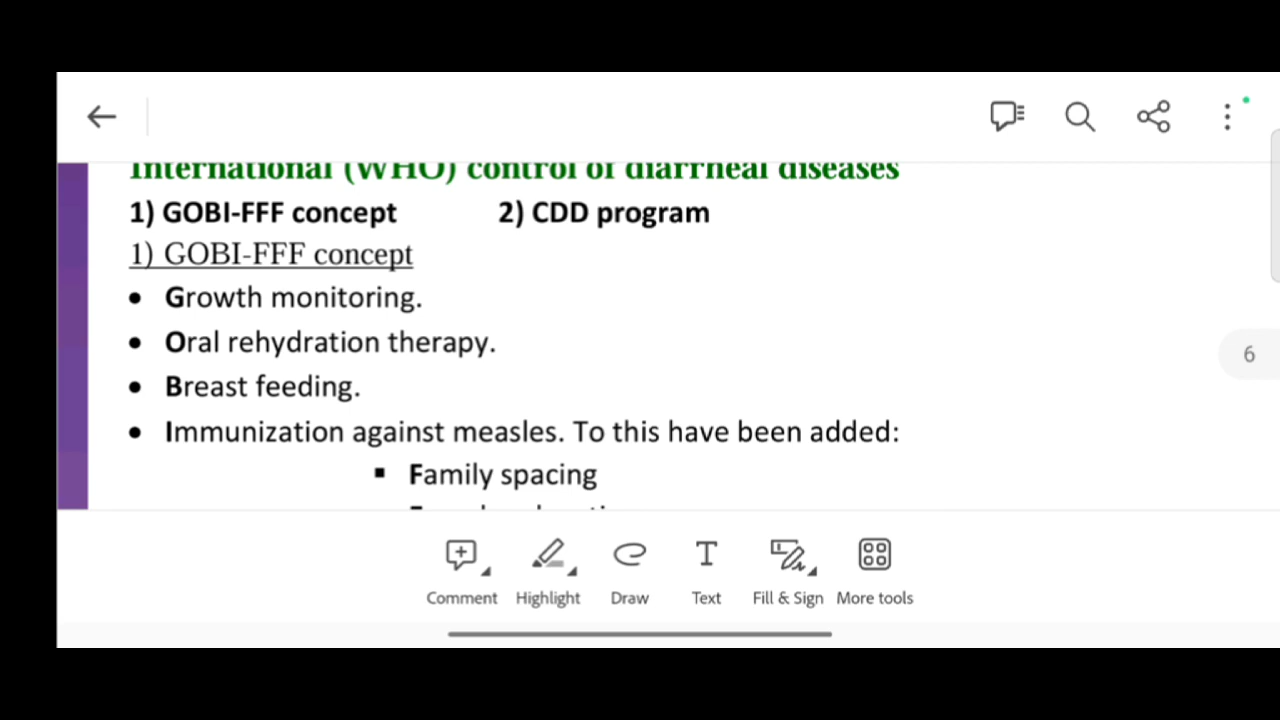 International (WHO) control of diarrheal diseases
1) GOBI-FFF concept 2) CDD program
1) GOBI-FFF concept
• Growth monitoring.
• Oral rehydration therapy.
• Breast feeding.
• Immunization against measles. To this have been added:
▪ Family spacing
6
Comment Highlight Draw Text Fill & Sign More tools